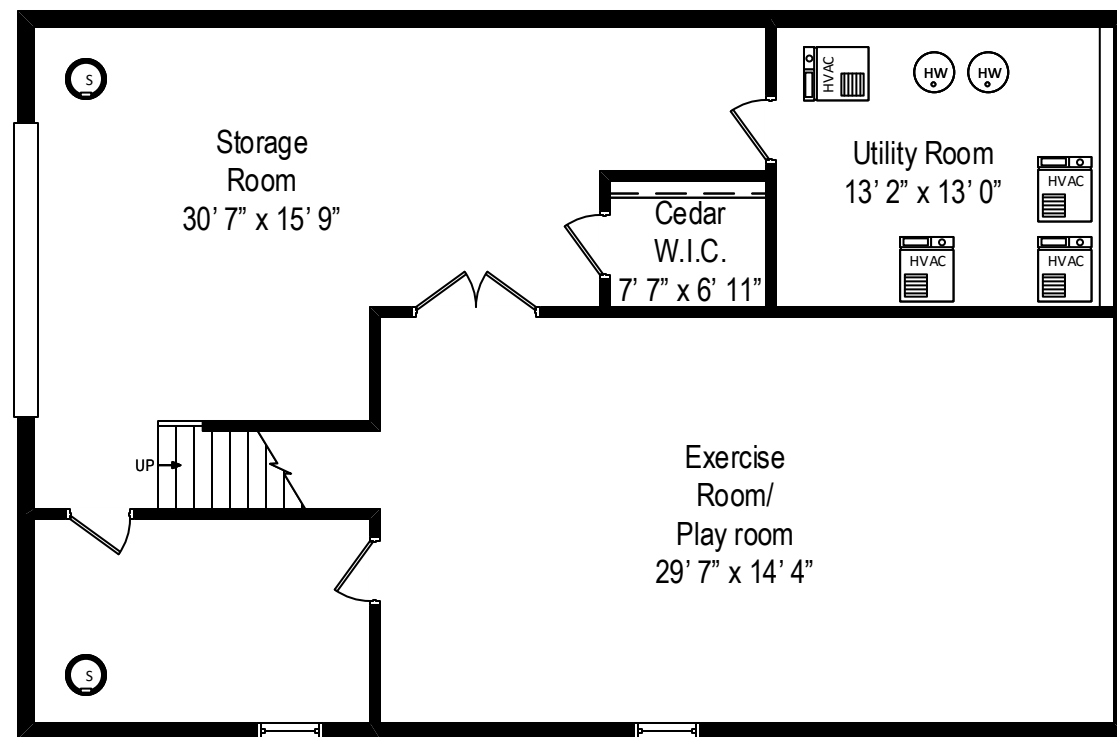 S
Storage
Room
30’ 7” x 15’ 9”
HVAC
HW
HW
Utility Room
13’ 2” x 13’ 0”
HVAC
HVAC
HVAC
Cedar
W.I.C.
7’ 7” x 6’ 11”
UP
Exercise
Room/
Play room
29’ 7” x 14’ 4”
S